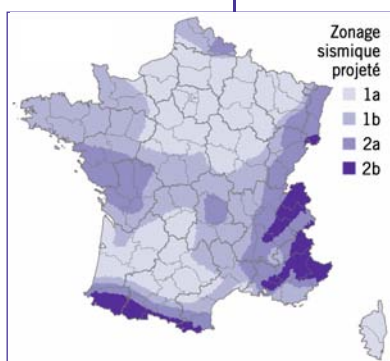 Zonage
sismique
projeté
1a
1b
2a
2b